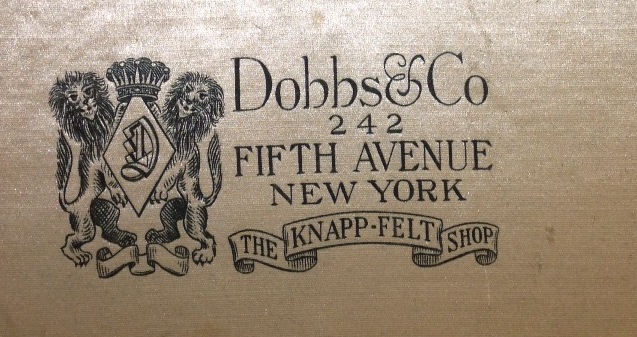 Dobbs & Co
242
FIFTH AVENUE
NEW YORK
THE KNAPP-FELT SHOP
D